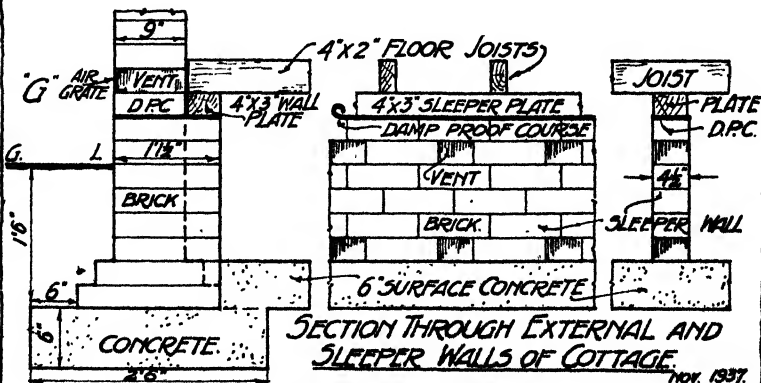 9"
4"X2" FLOOR JOISTS
"G" AIR GRATE
VENT
JOIST
D.P.C
4"X3" WALL PLATE
4"X3" SLEEPER PLATE
PLATE
DAMP PROOF COURSE
D.P.C.
G. L.
1'1½"
VENT
4½"
BRICK
BRICK.
SLEEPER WALL
1'6"
6"
6" SURFACE CONCRETE
6"
CONCRETE.
SECTION THROUGH EXTERNAL AND
2'6"
SLEEPER WALLS OF COTTAGE.
NOV. 1937.